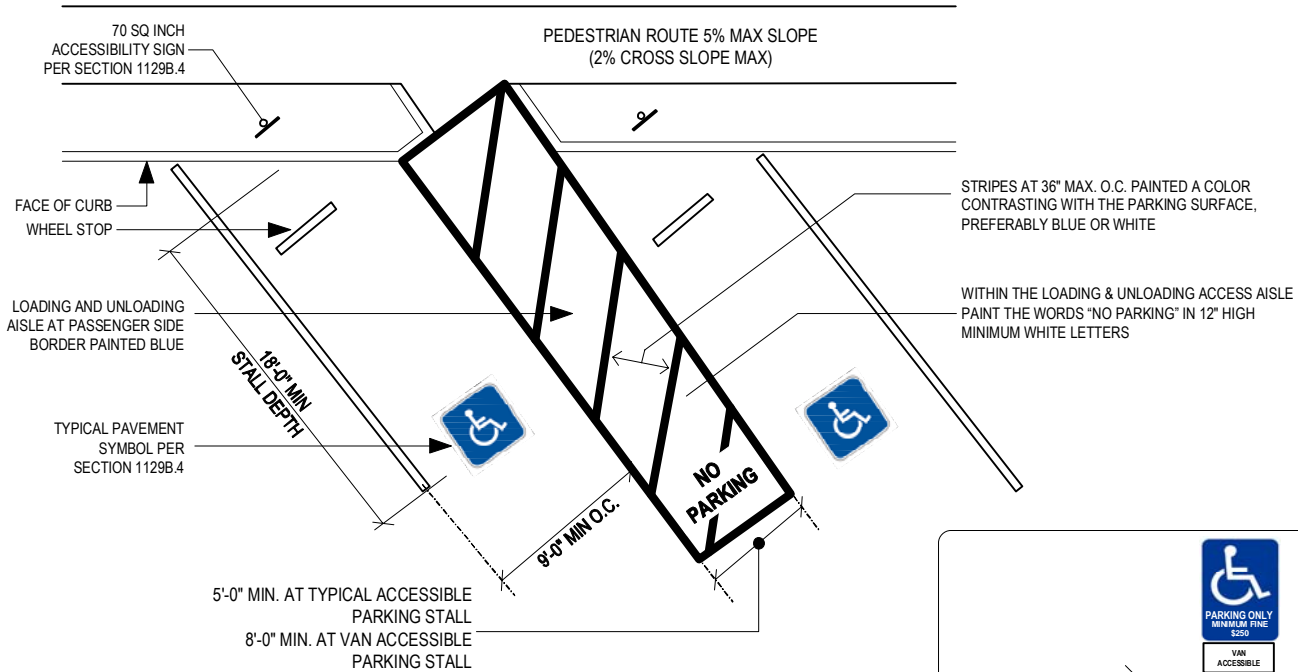 70 SQ INCH
ACCESSIBILITY SIGN
PER SECTION 1129B.4
PEDESTRIAN ROUTE 5% MAX SLOPE
(2% CROSS SLOPE MAX)
FACE OF CURB
WHEEL STOP
STRIPES AT 36" MAX. O.C. PAINTED A COLOR
CONTRASTING WITH THE PARKING SURFACE,
PREFERABLY BLUE OR WHITE
LOADING AND UNLOADING
AISLE AT PASSENGER SIDE
BORDER PAINTED BLUE
WITHIN THE LOADING & UNLOADING ACCESS AISLE
PAINT THE WORDS “NO PARKING” IN 12" HIGH
MINIMUM WHITE LETTERS
18'-0" MIN
STALL DEPTH
TYPICAL PAVEMENT
SYMBOL PER
SECTION 1129B.4
NO
PARKING
9'-0" MIN O.C.
5'-0" MIN. AT TYPICAL ACCESSIBLE
PARKING STALL
8'-0" MIN. AT VAN ACCESSIBLE
PARKING STALL
PARKING ONLY
MINIMUM FINE
$250
VAN
ACCESSIBLE